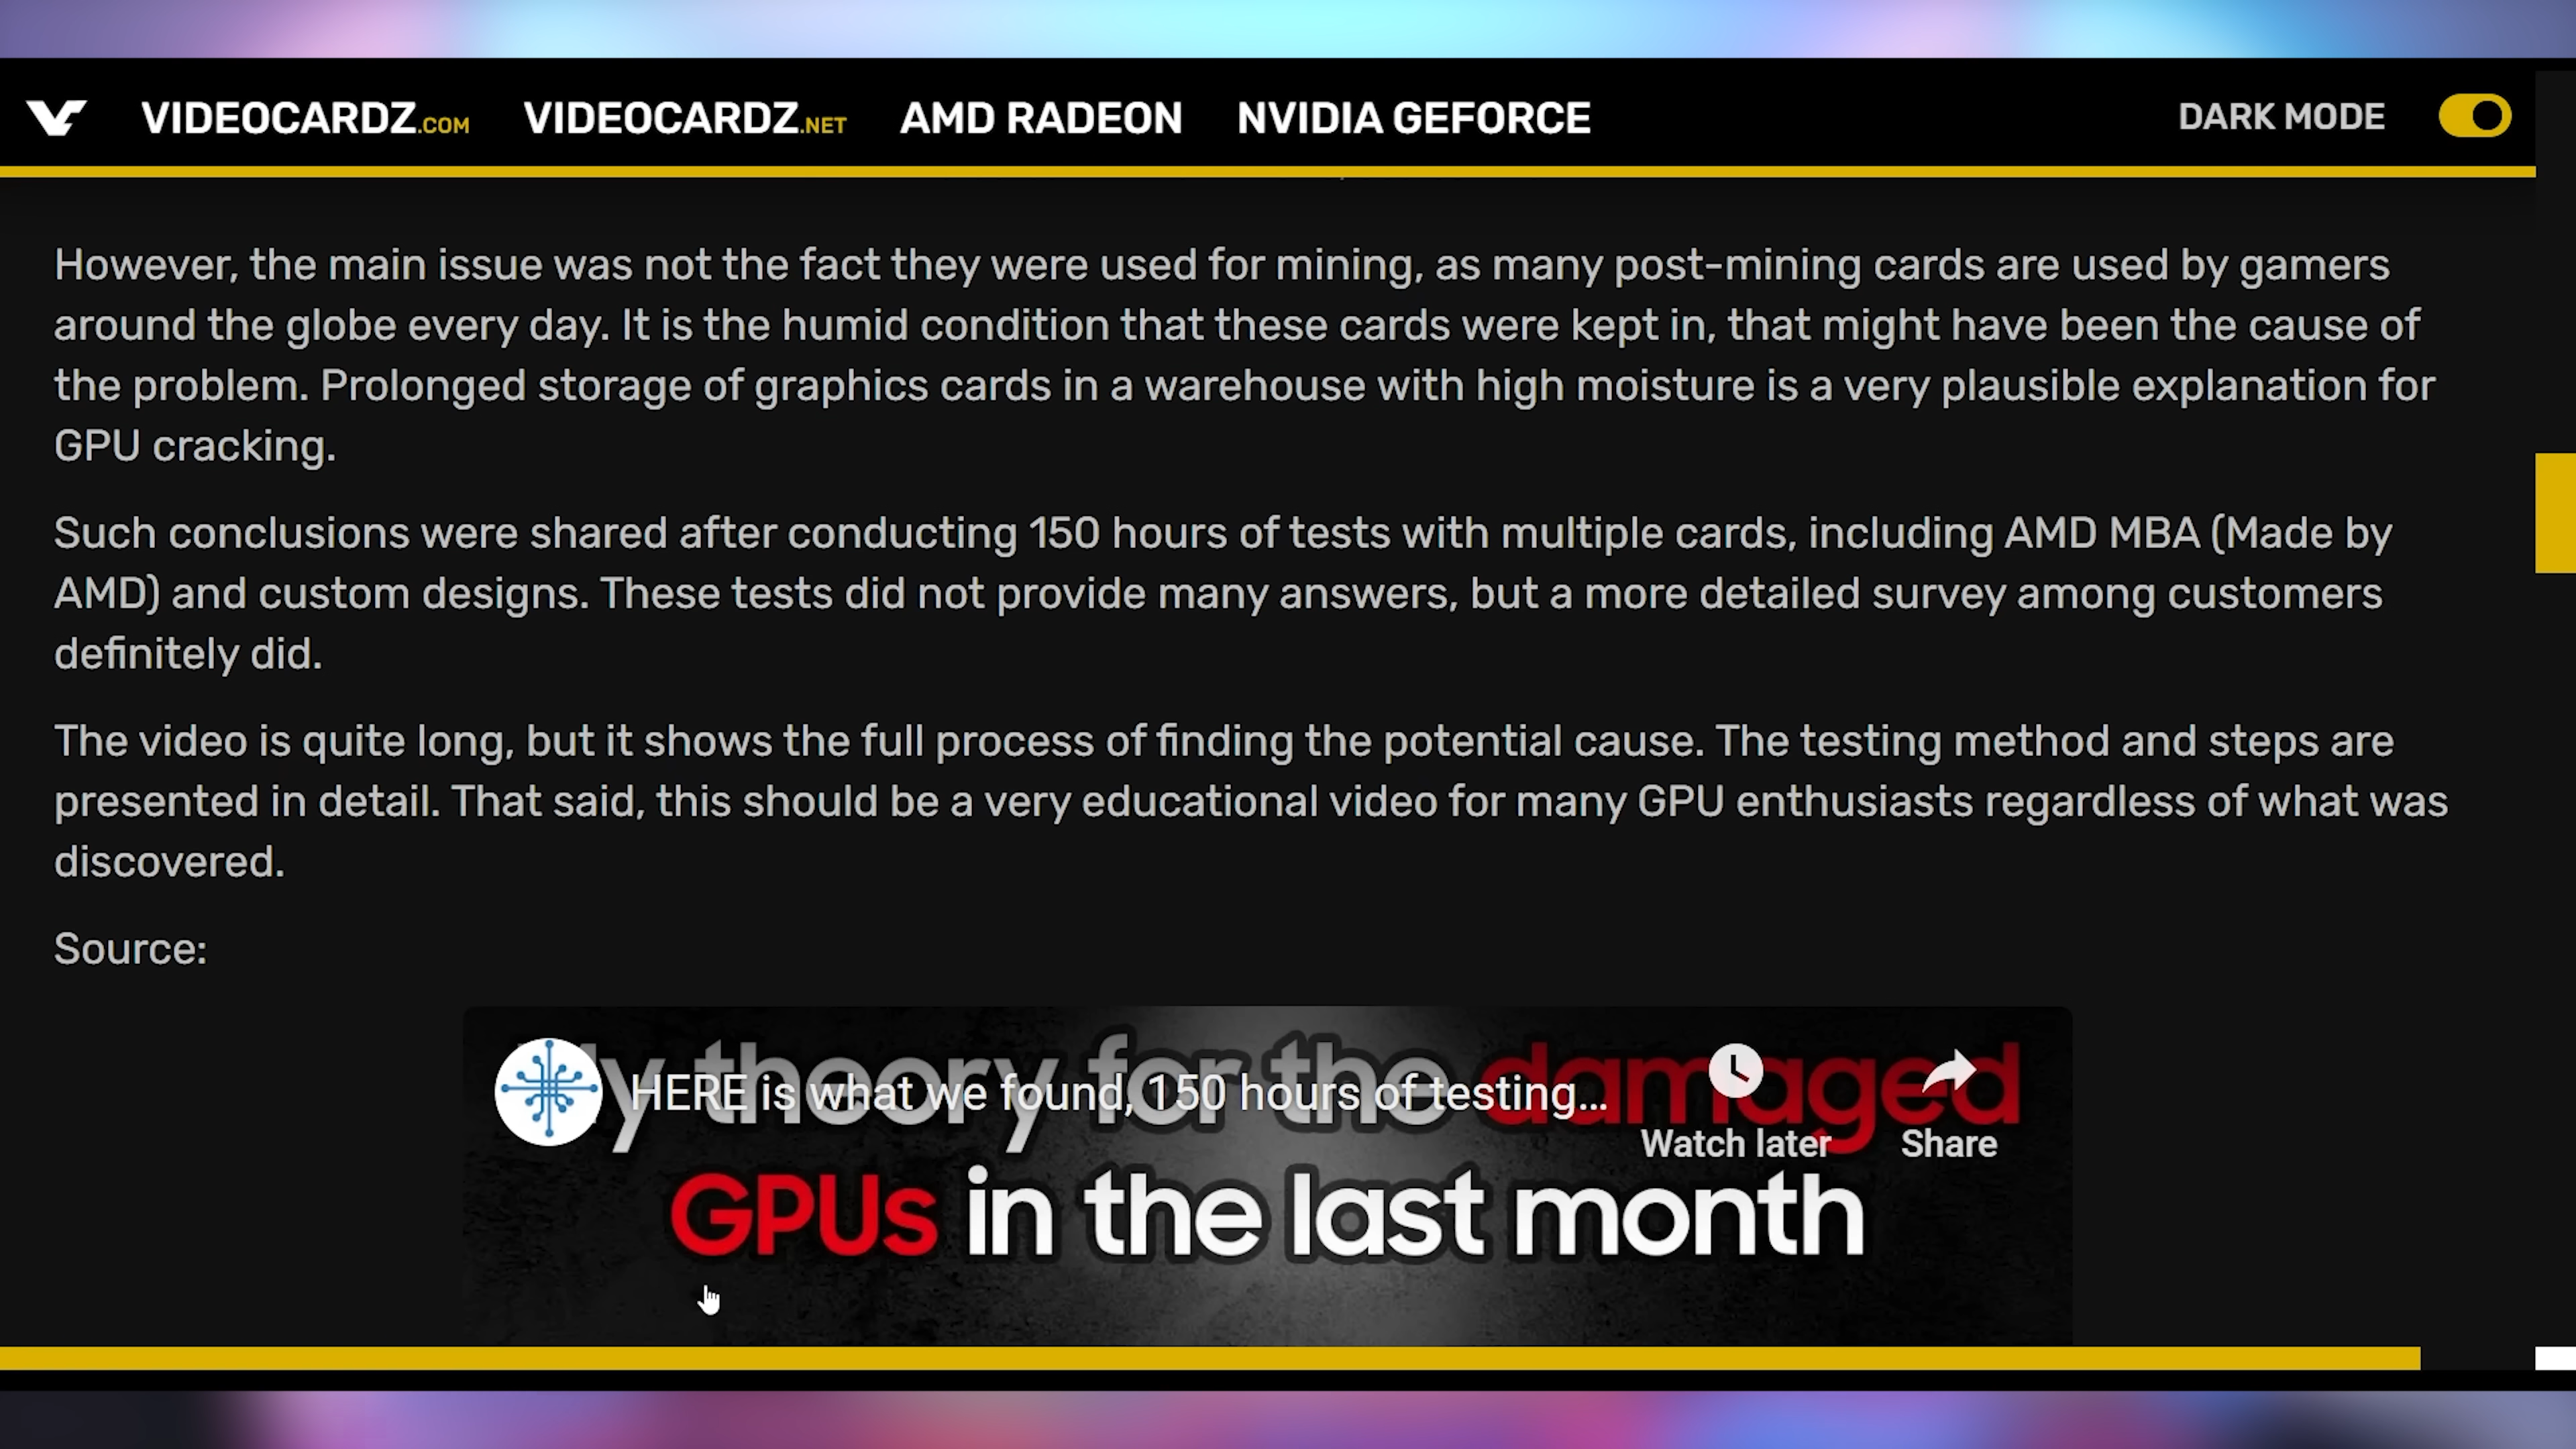 VIDEOCARDZ.COM VIDEOCARDZ.NET AMD RADEON NVIDIA GEFORCE DARK MODE
However, the main issue was not the fact they were used for mining, as many post-mining cards are used by gamers
around the globe every day. It is the humid condition that these cards were kept in, that might have been the cause of
the problem. Prolonged storage of graphics cards in a warehouse with high moisture is a very plausible explanation for
GPU cracking.
Such conclusions were shared after conducting 150 hours of tests with multiple cards, including AMD MBA (Made by
AMD) and custom designs. These tests did not provide many answers, but a more detailed survey among customers
definitely did.
The video is quite long, but it shows the full process of finding the potential cause. The testing method and steps are
presented in detail. That said, this should be a very educational video for many GPU enthusiasts regardless of what was
discovered.
Source:
HERE is what we found, 150 hours of testing...
theory for the damaged
Watch later Share
GPUs in the last month